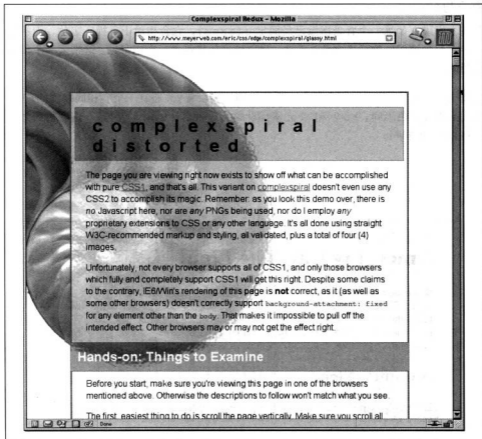 Complexspiral Redux - Mozilla
http://www.meyerweb.com/eric/css/edge/complexspiral/glassy.html
complexspiral
distorted
The page you are viewing right now exists to show off what can be accomplished
with pure CSS1, and that's all. This variant on complexspiral doesn't even use any
CSS2 to accomplish its magic. Remember: as you look this demo over, there is
no Javascript here, nor are any PNGs being used, nor do I employ any
proprietary extensions to CSS or any other language. It's all done using straight
W3C-recommended markup and styling, all validated, plus a total of four (4)
images.
Unfortunately, not every browser supports all of CSS1, and only those browsers
which fully and completely support CSS1 will get this right. Despite some claims
to the contrary, IE6/Win's rendering of this page is not correct, as it (as well as
some other browsers) doesn't correctly support background-attachment: fixed
for any element other than the body. That makes it impossible to pull off the
intended effect. Other browsers may or may not get the effect right.
Hands-on: Things to Examine
Before you start, make sure you're viewing this page in one of the browsers
mentioned above. Otherwise the descriptions to follow won't match what you see.
The first, easiest thing to do is scroll the page vertically. Make sure you scroll all
Done